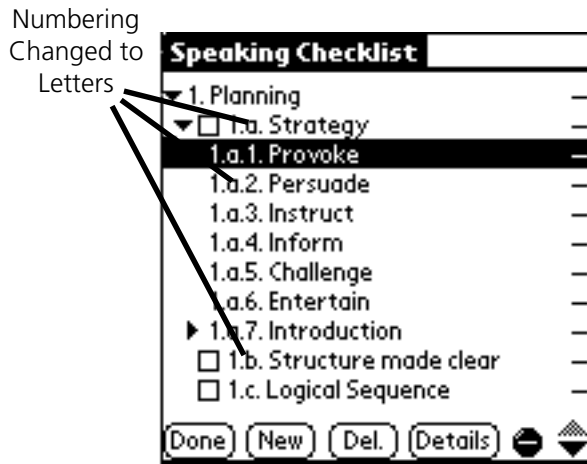 Numbering
Changed to
Letters
Speaking Checklist
1. Planning
1.a. Strategy
1.a.1. Provoke
1.a.2. Persuade
1.a.3. Instruct
1.a.4. Inform
1.a.5. Challenge
1.a.6. Entertain
1.a.7. Introduction
1.b. Structure made clear
1.c. Logical Sequence
Done New Del. Details